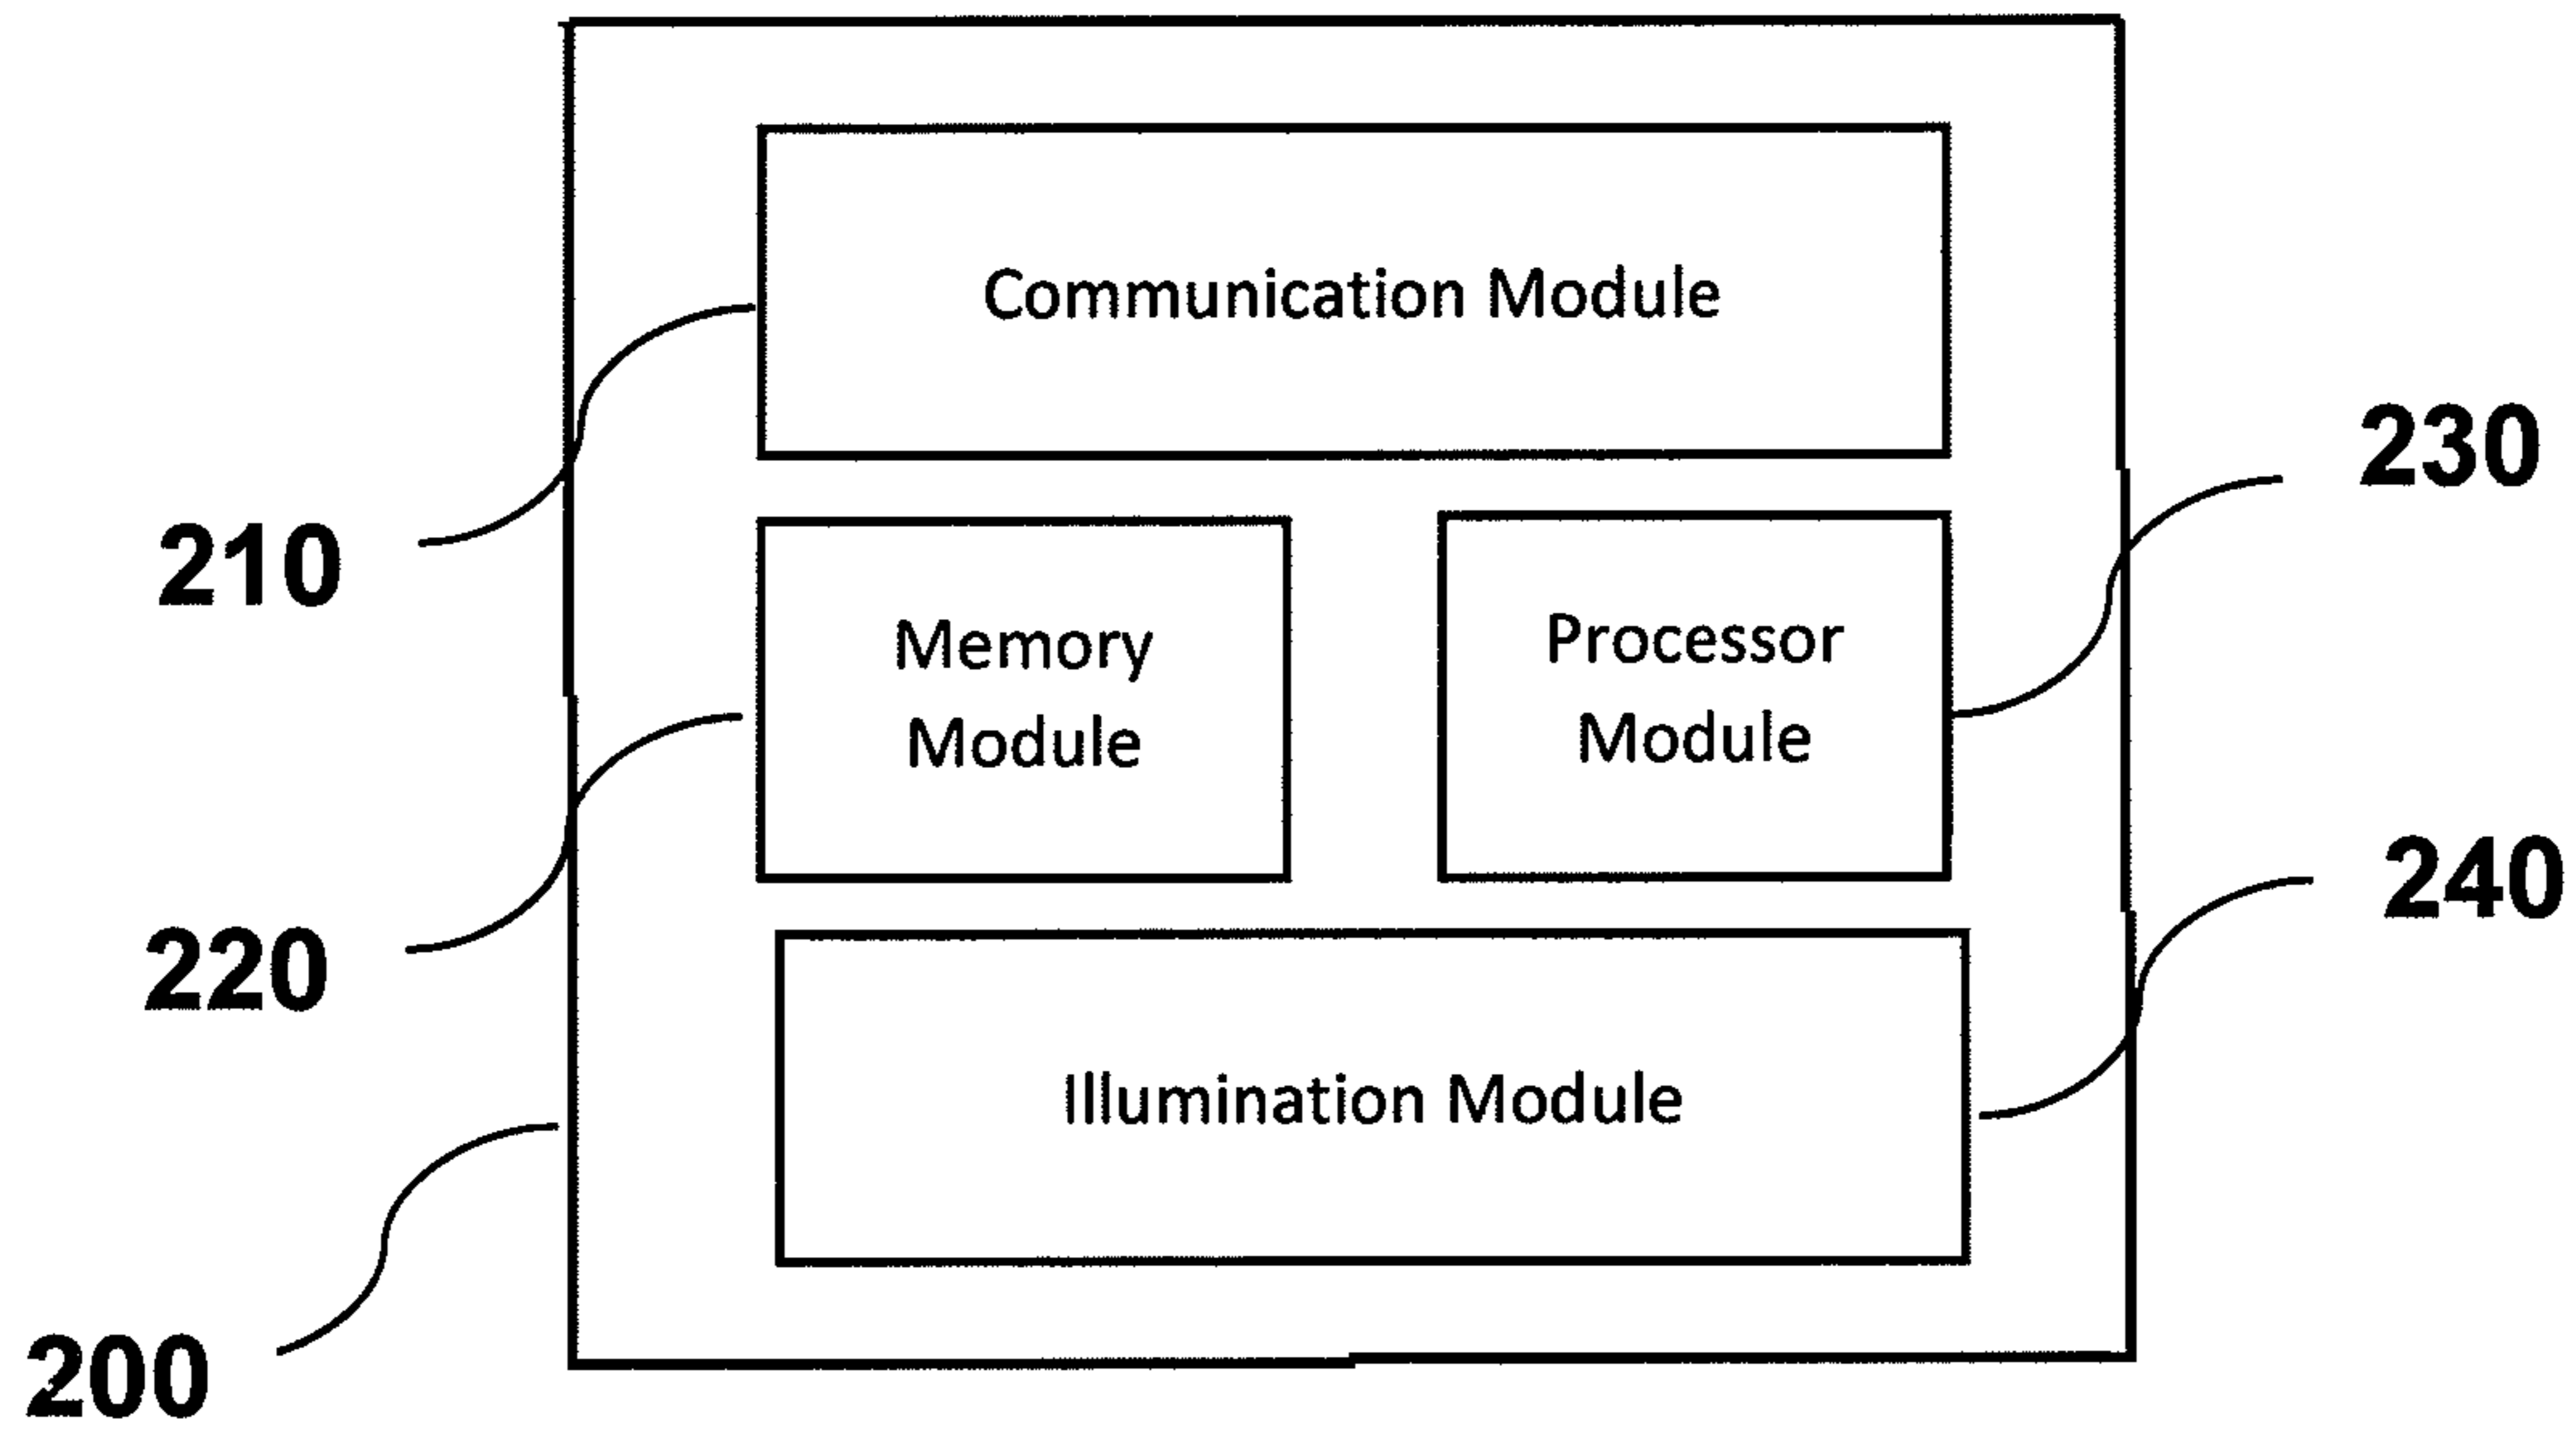 Communication Module
210
230
Memory
Module
Processor
Module
220
240
Illumination Module
200